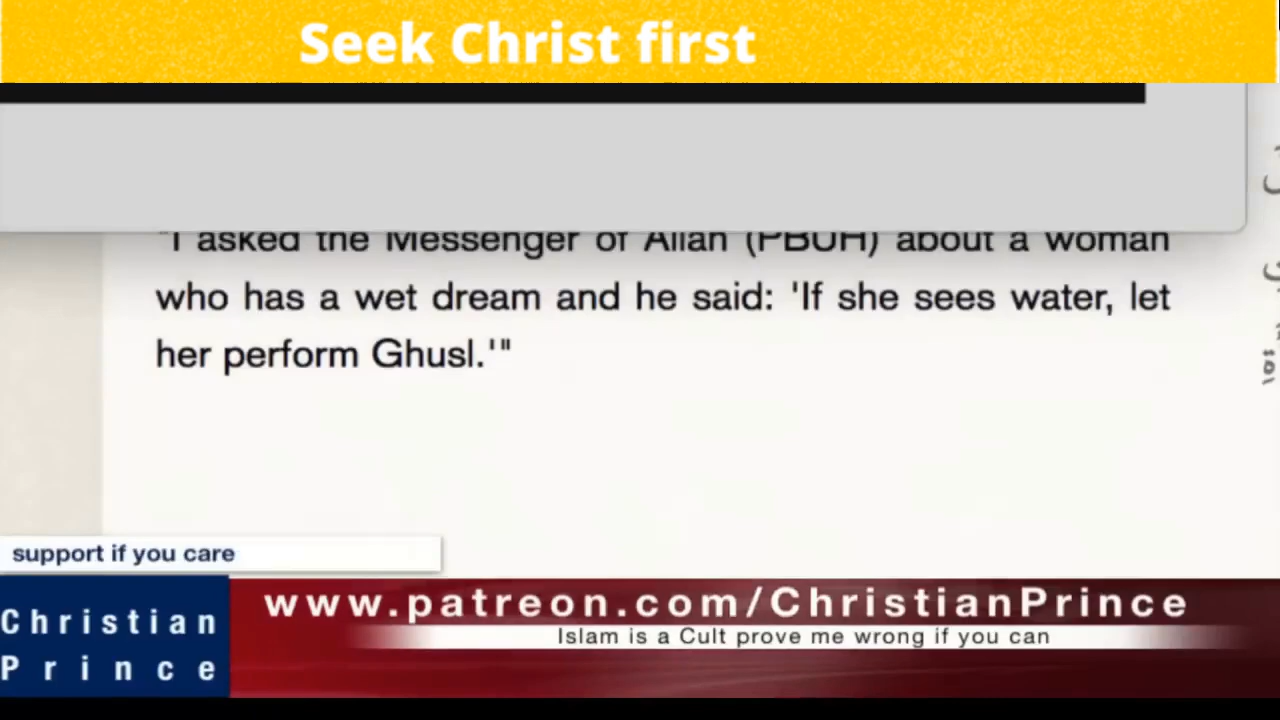 Seek Christ first
"I asked the Messenger of Allah (PBUH) about a woman
who has a wet dream and he said: 'If she sees water, let
her perform Ghusl.'"
support if you care
Christian
Prince
www.patreon.com/ChristianPrince
Islam is a Cult prove me wrong if you can